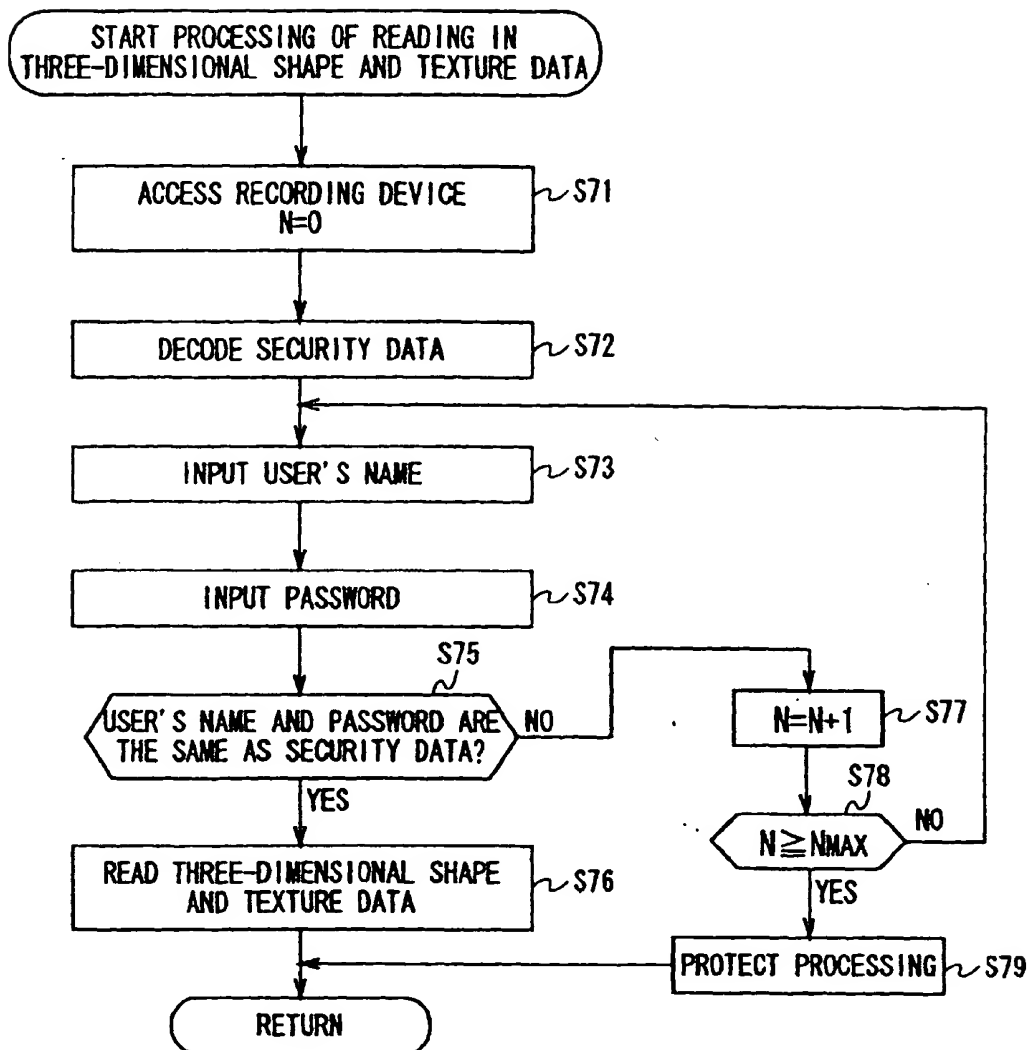 START PROCESSING OF READING IN
THREE-DIMENSIONAL SHAPE AND TEXTURE DATA
ACCESS RECORDING DEVICE
N=0
S71
DECODE SECURITY DATA
S72
INPUT USER'S NAME
S73
INPUT PASSWORD
S74
S75
USER'S NAME AND PASSWORD ARE
THE SAME AS SECURITY DATA?
NO
YES
N=N+1
S77
S78
N≧NMAX
NO
YES
READ THREE-DIMENSIONAL SHAPE
AND TEXTURE DATA
S76
PROTECT PROCESSING
S79
RETURN